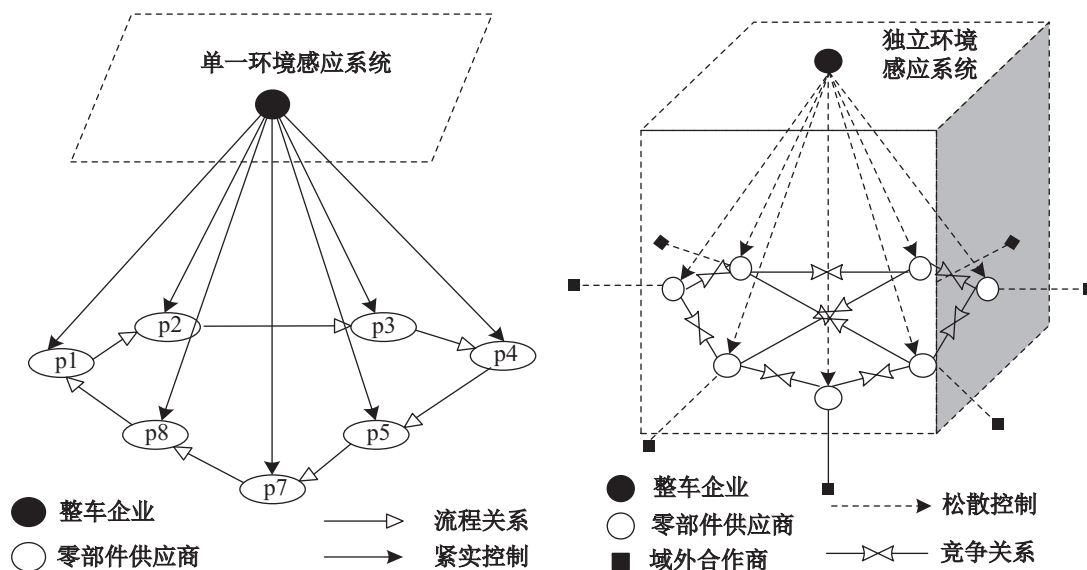 单一环境感应系统
p2
p3
p1
p4
p8
p5
p7
整车企业
流程关系
零部件供应商
紧实控制
独立环境
感应系统
整车企业
松散控制
零部件供应商
域外合作商
竞争关系